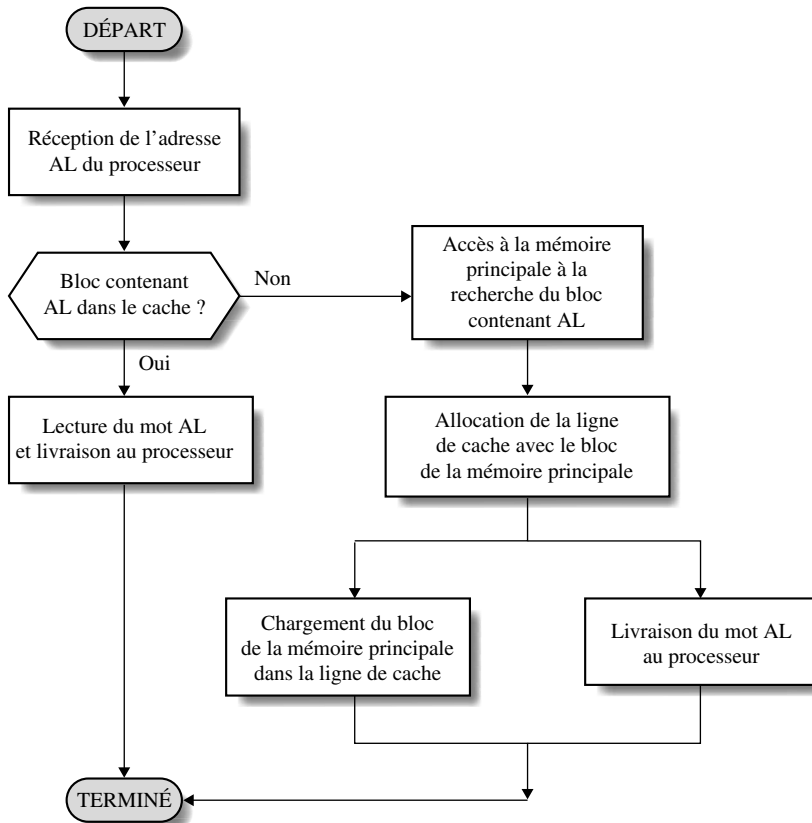 DÉPART
Réception de l’adresse
AL du processeur
Bloc contenant
AL dans le cache ?
Non
Oui
Accès à la mémoire
principale à la
recherche du bloc
contenant AL
Lecture du mot AL
et livraison au processeur
Allocation de la ligne
de cache avec le bloc
de la mémoire principale
Chargement du bloc
de la mémoire principale
dans la ligne de cache
Livraison du mot AL
au processeur
TERMINÉ